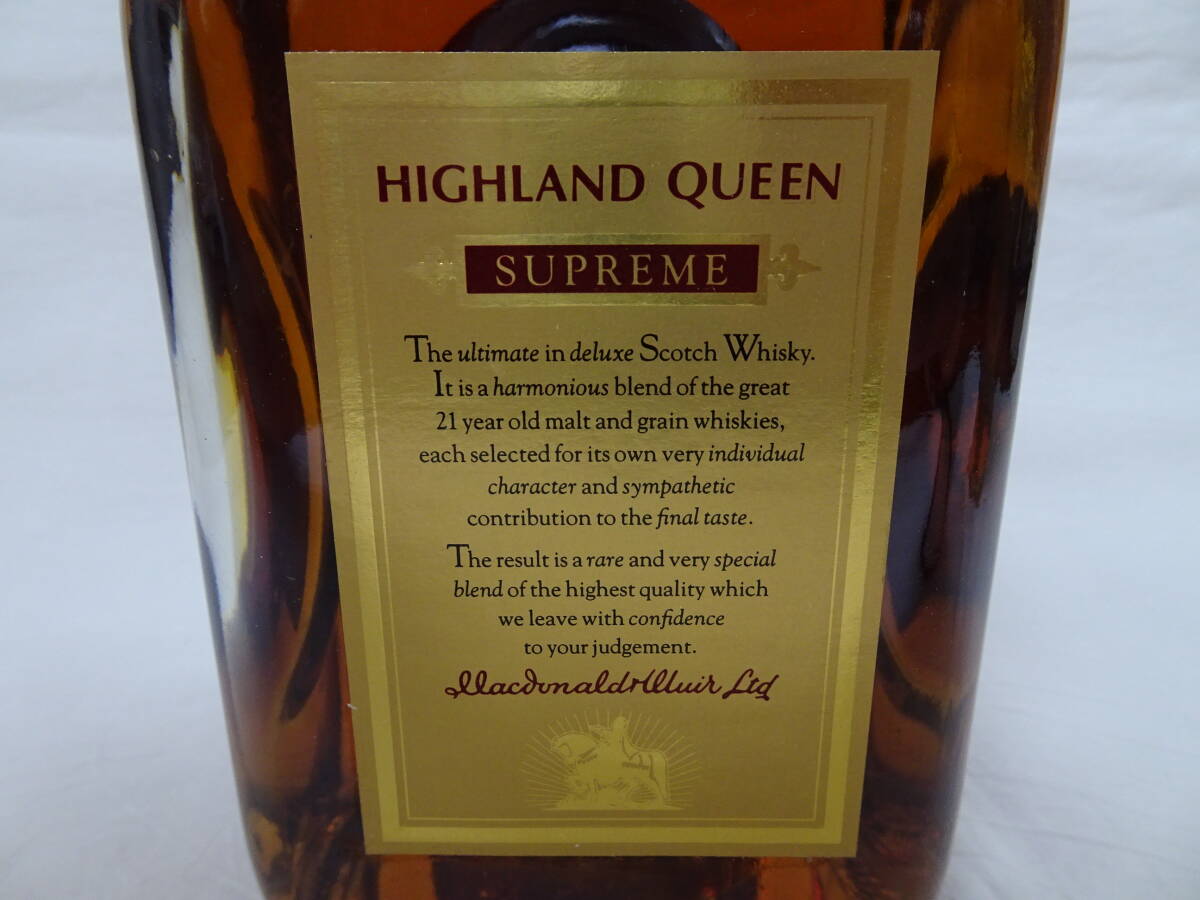 HIGHLAND QUEEN
SUPREME
The ultimate in deluxe Scotch Whisky.
It is a harmonious blend of the great
21 year old malt and grain whiskies,
each selected for its own very individual
character and sympathetic
contribution to the final taste.
The result is a rare and very special
blend of the highest quality which
we leave with confidence
to your judgement.
Macdonald & Muir Ltd